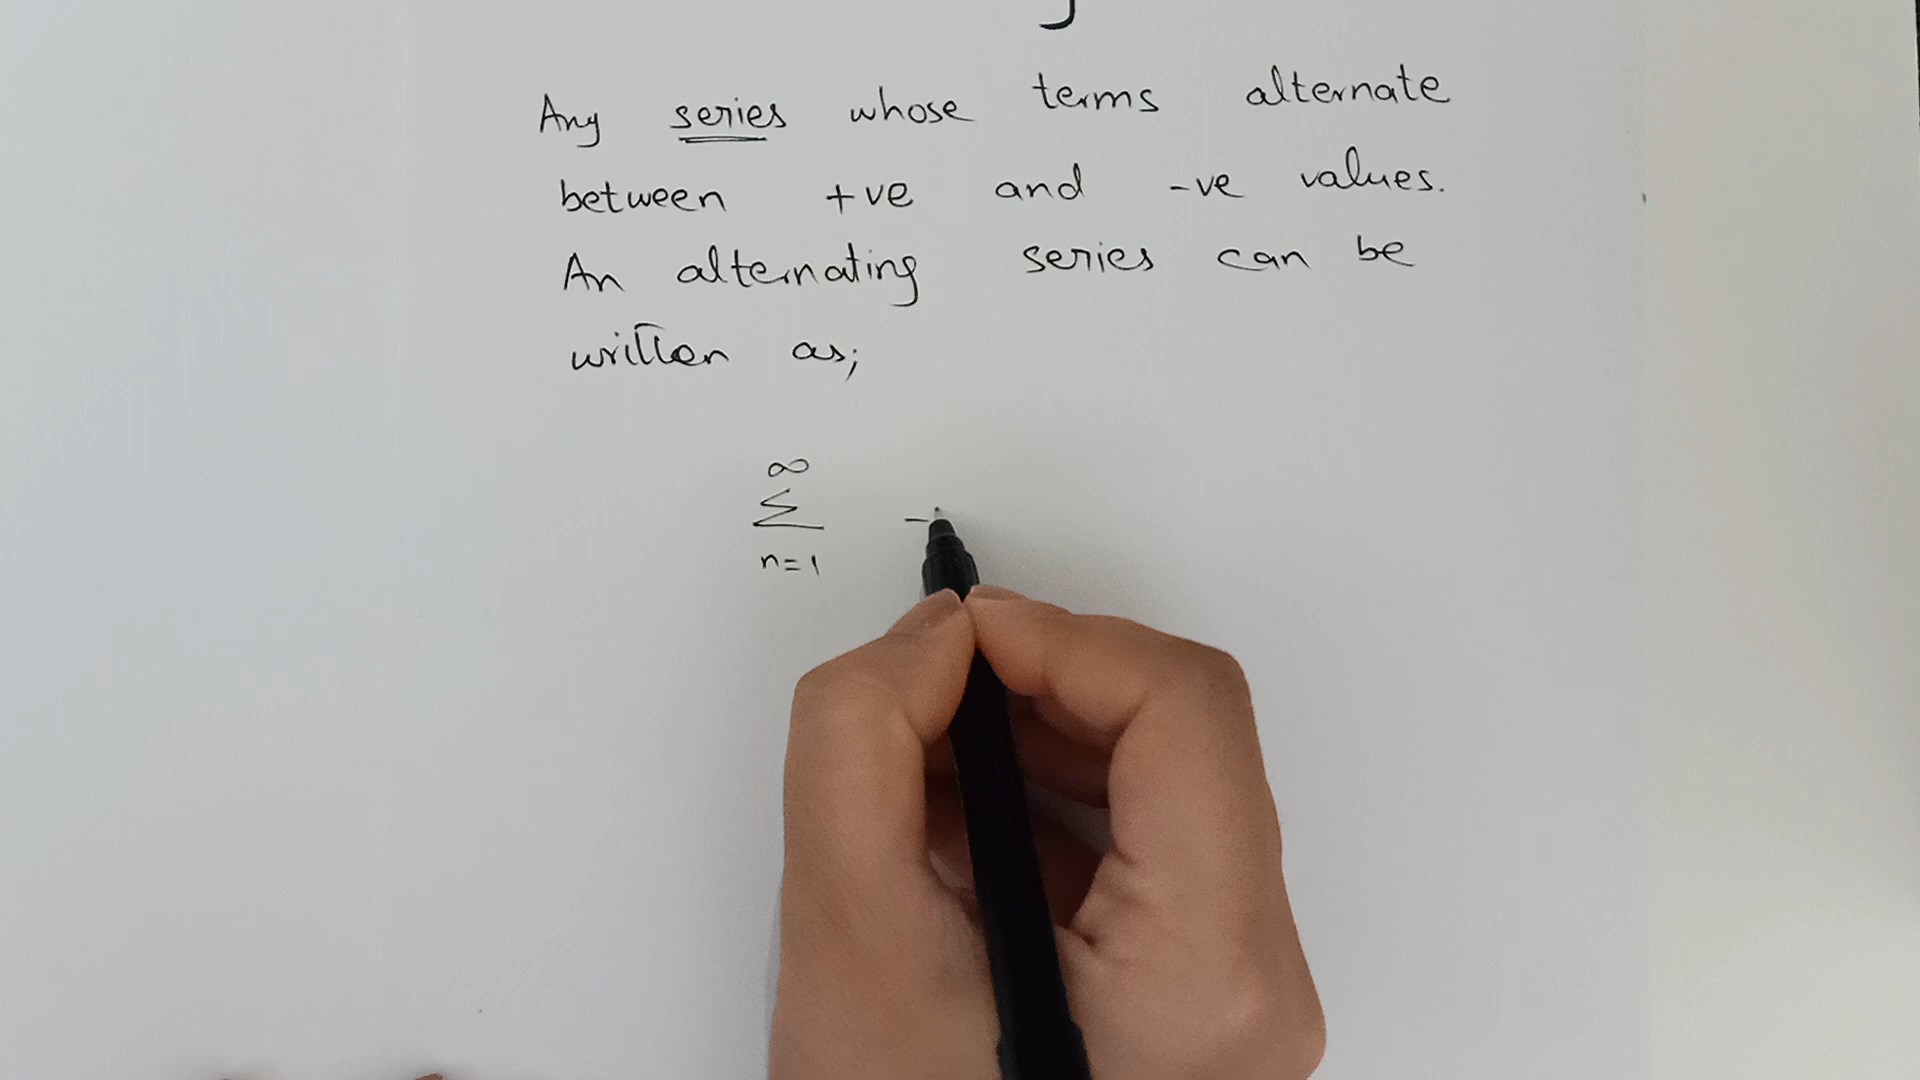 Any series whose terms alternate
between +ve and -ve values.
An alternating series can be
written as;
∞
Σ -
n=1